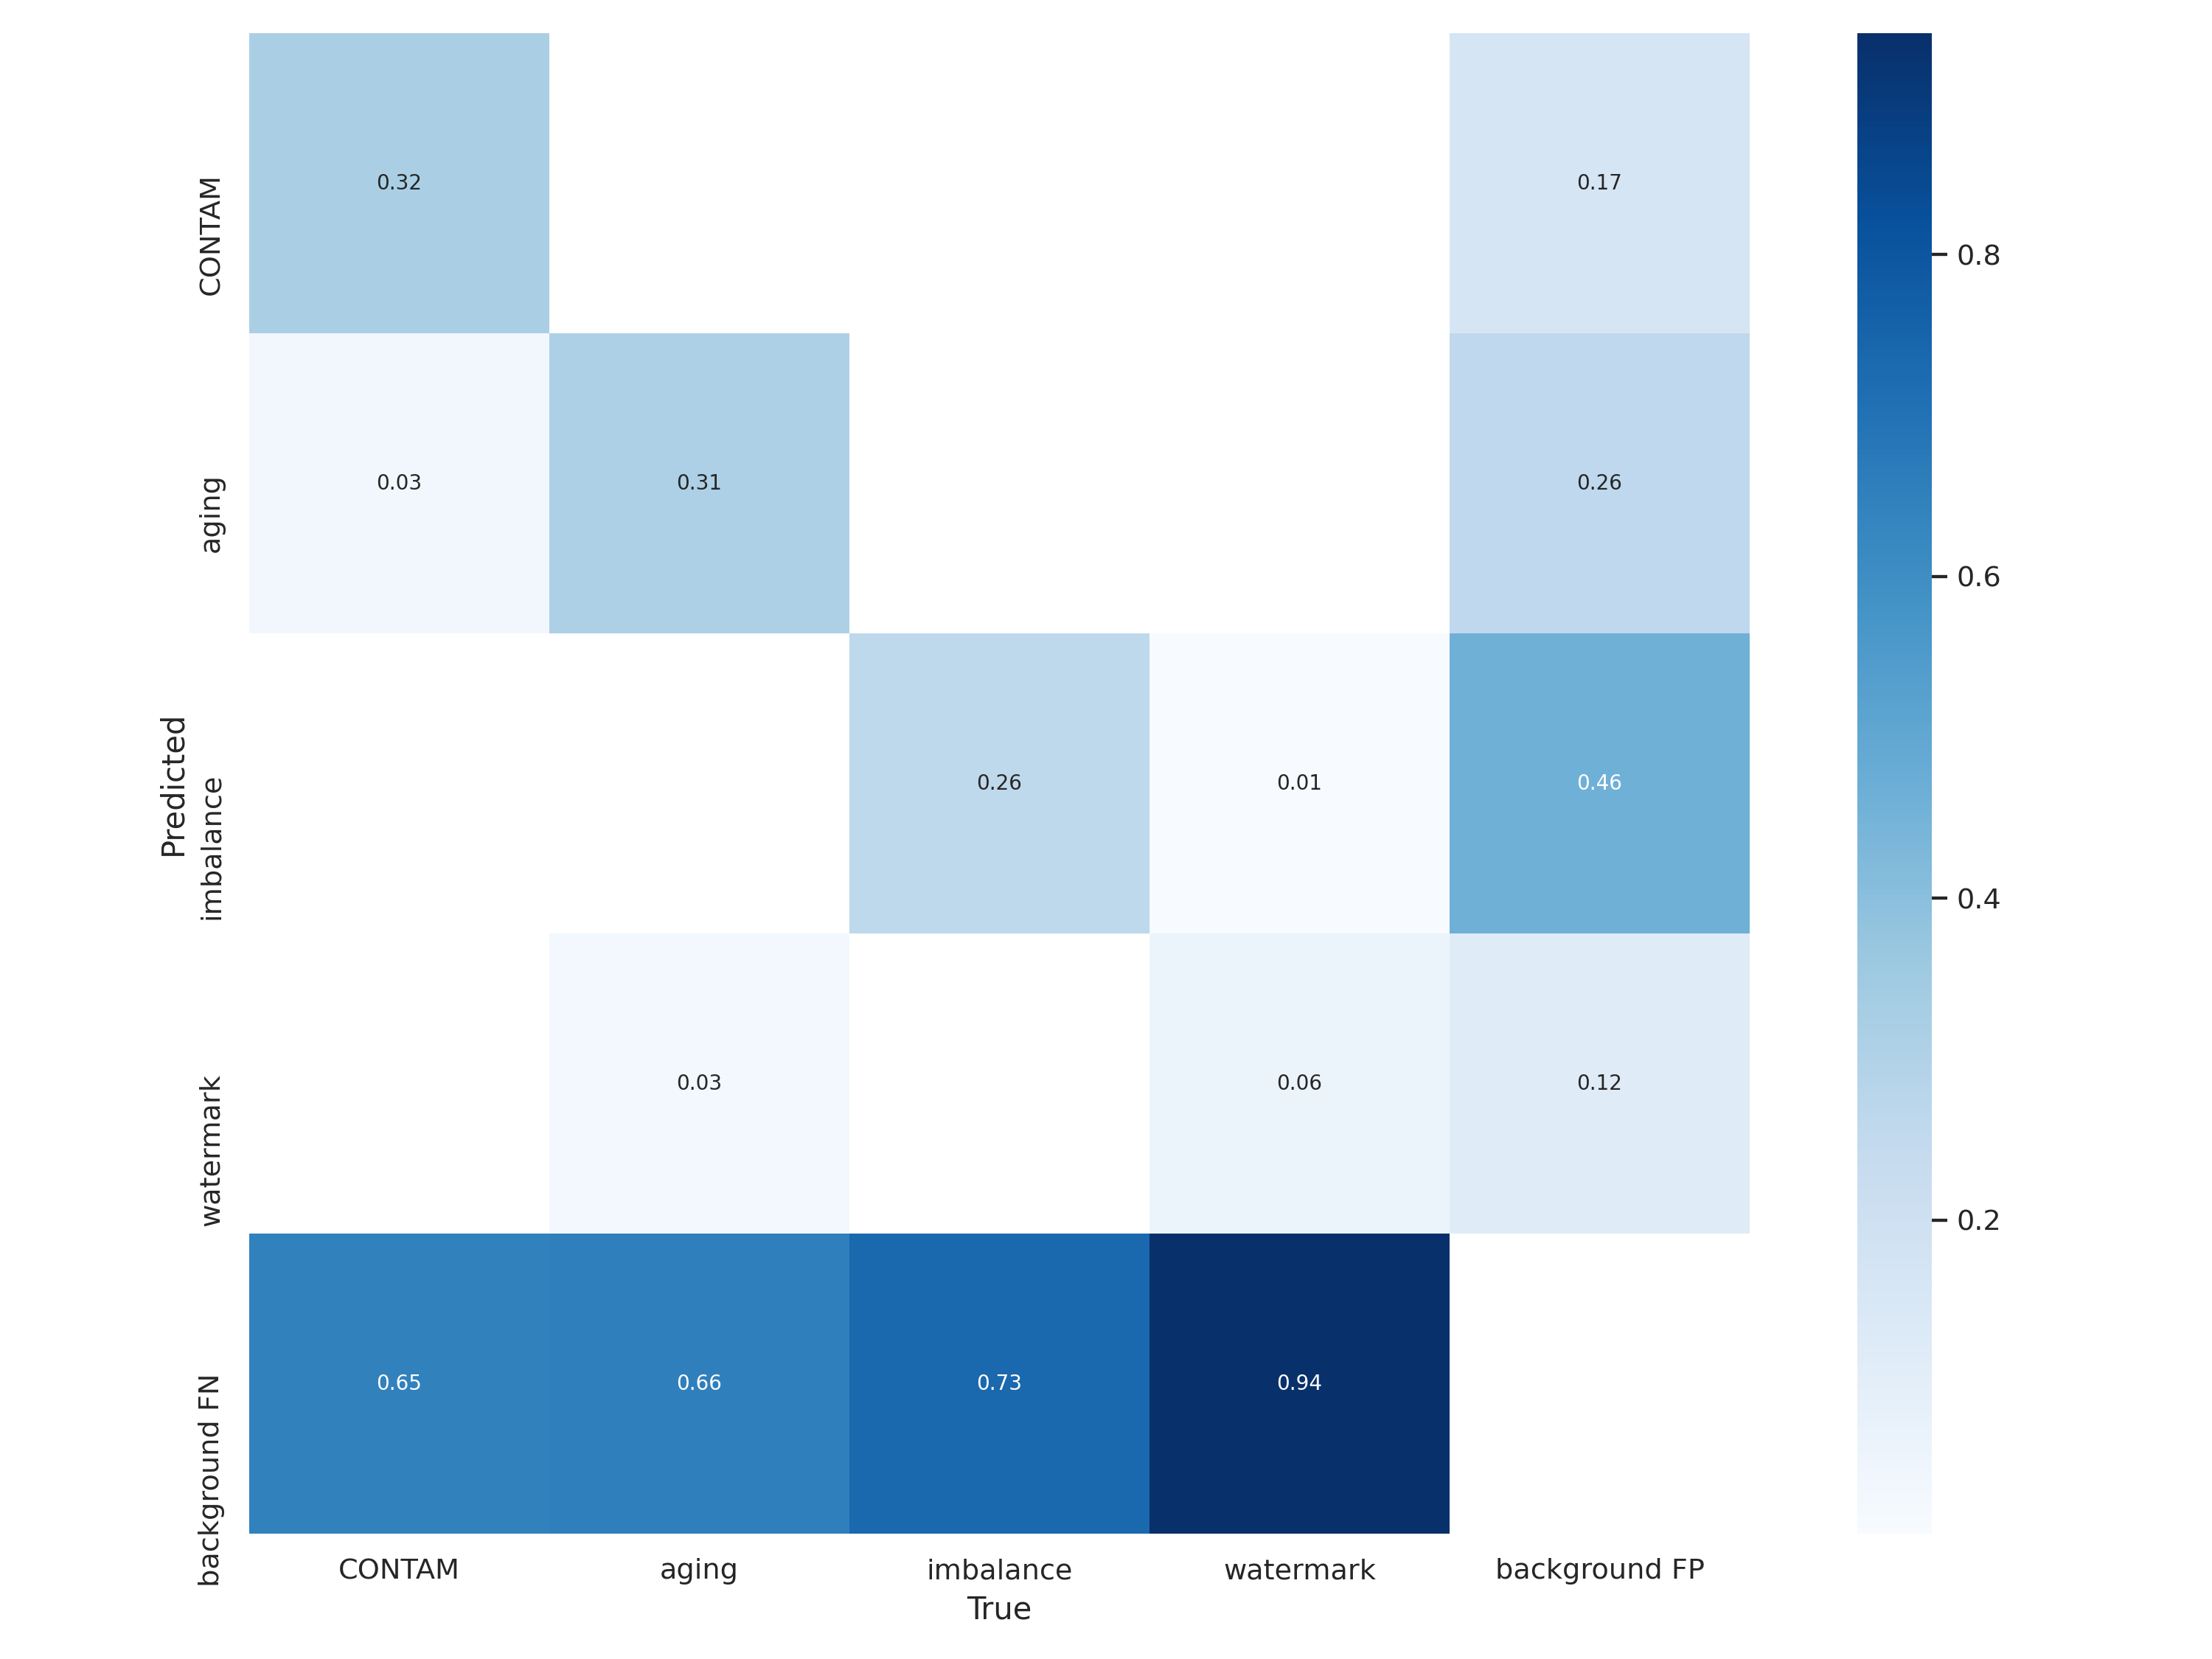 CONTAM
0.32
0.17
0.8
aging
0.03
0.31
0.26
0.6
Predicted
imbalance
0.26
0.01
0.46
0.4
watermark
0.03
0.06
0.12
0.2
background FN
0.65
0.66
0.73
0.94
CONTAM aging imbalance watermark background FP
True